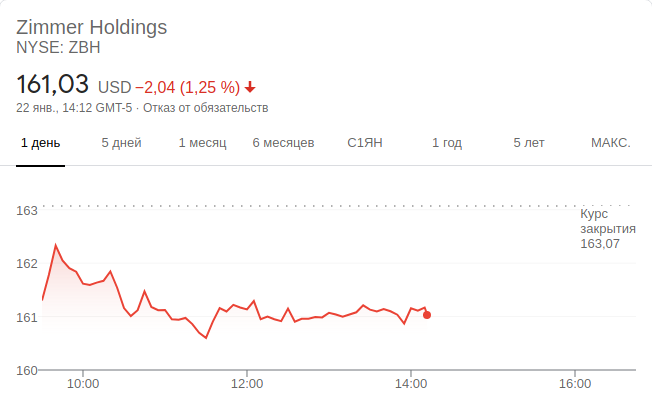 Zimmer Holdings
NYSE: ZBH
161,03 USD −2,04 (1,25 %)
22 янв., 14:12 GMT-5 · Отказ от обязательств
1 день 5 дней 1 месяц 6 месяцев С1ЯН 1 год 5 лет МАКС.
163
Курс
закрытия
163,07
162
161
160
10:00 12:00 14:00 16:00